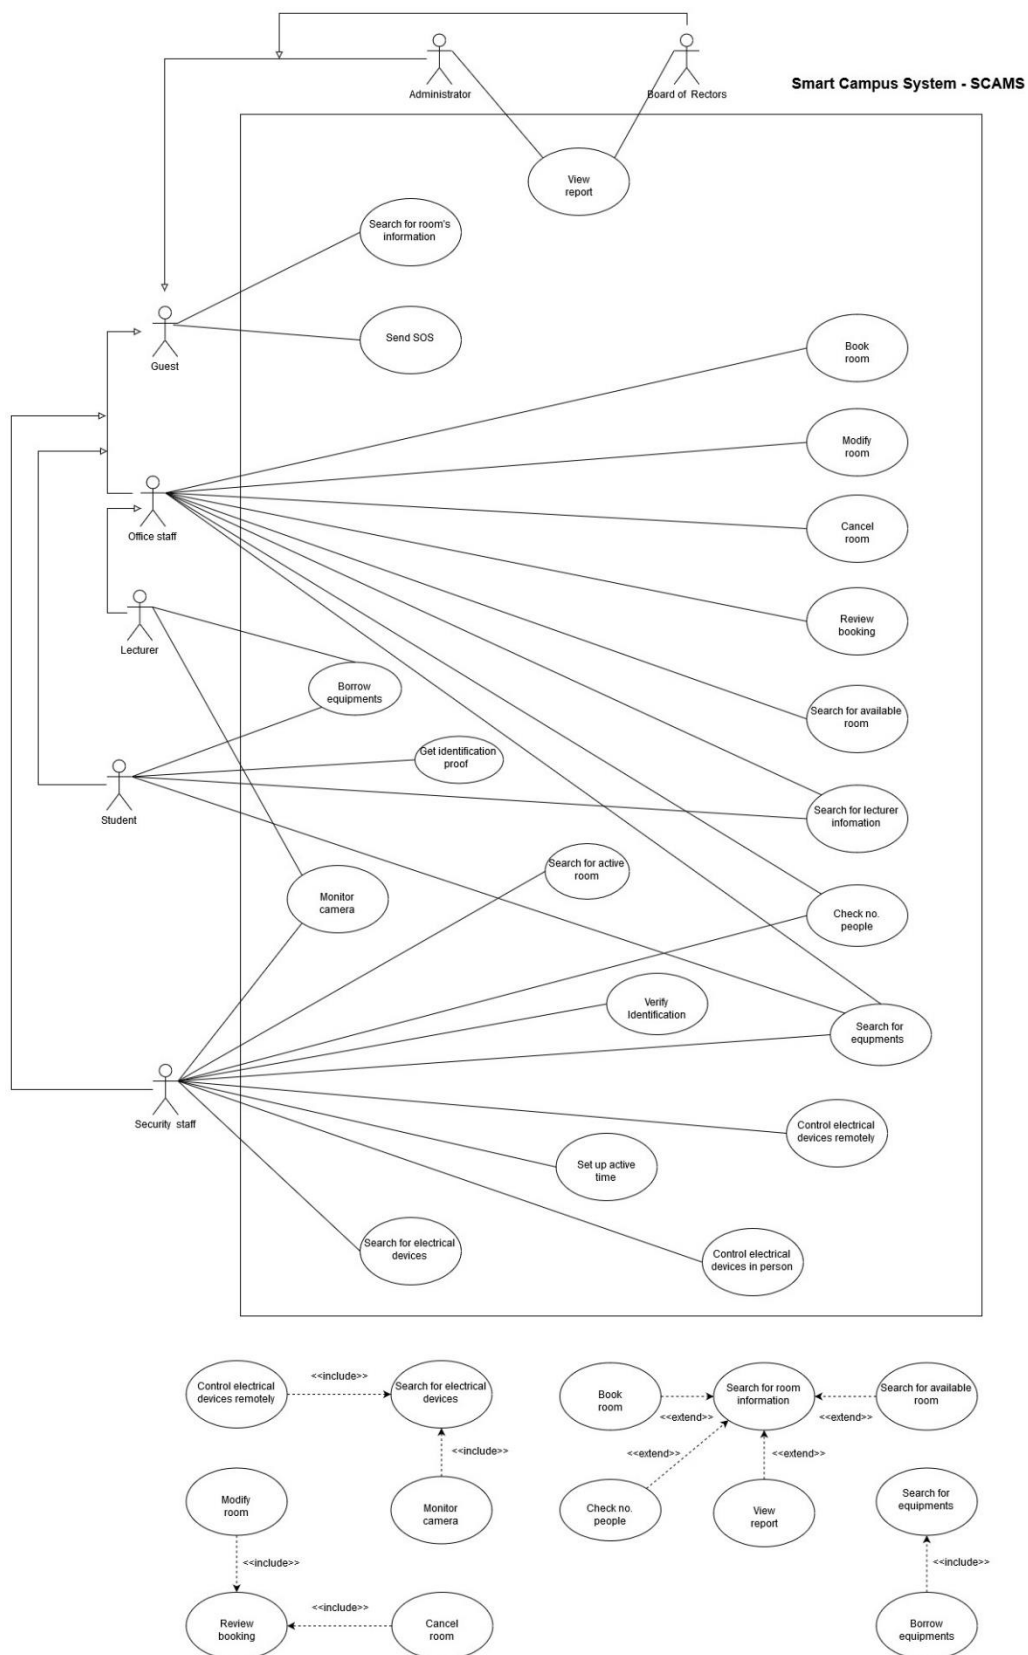 Administrator
Board of Rectors
Smart Campus System - SCAMS
View
report
Search for room's
information
Send SOS
Guest
Book
room
Modify
room
Office staff
Cancel
room
Lecturer
Review
booking
Borrow
equipments
Search for available
room
Get identification
proof
Student
Search for lecturer
infomation
Search for active
room
Monitor
camera
Check no.
people
Verify
Identification
Search for
equpments
Security staff
Control electrical
devices remotely
Set up active
time
Search for electrical
devices
Control electrical
devices in person
Control electrical
devices remotely
<<include>>
Search for electrical
devices
<<include>>
Monitor
camera
Modify
room
<<include>>
Review
booking
<<include>>
Cancel
room
Book
room
<<extend>>
Search for room
information
<<extend>>
Search for available
room
<<extend>>
<<extend>>
Check no.
people
View
report
Search for
equipments
<<include>>
Borrow
equipments